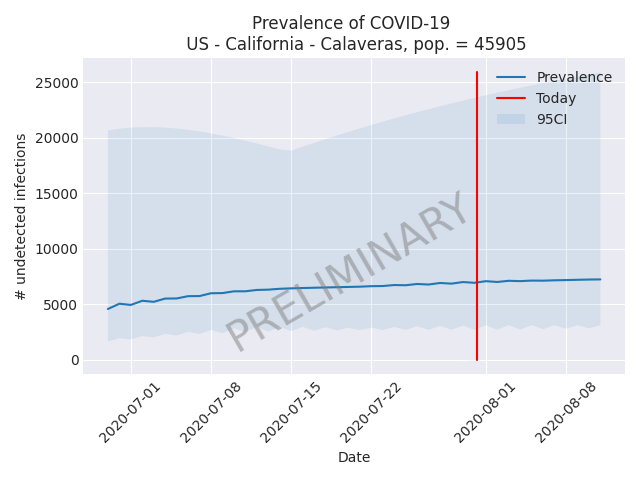 Prevalence of COVID-19
US - California - Calaveras, pop. = 45905
25000
20000
15000
10000
5000
0
# undetected infections
Prevalence
Today
95CI
PRELIMINARY
2020-07-01
2020-07-08
2020-07-15
2020-07-22
2020-08-01
2020-08-08
Date